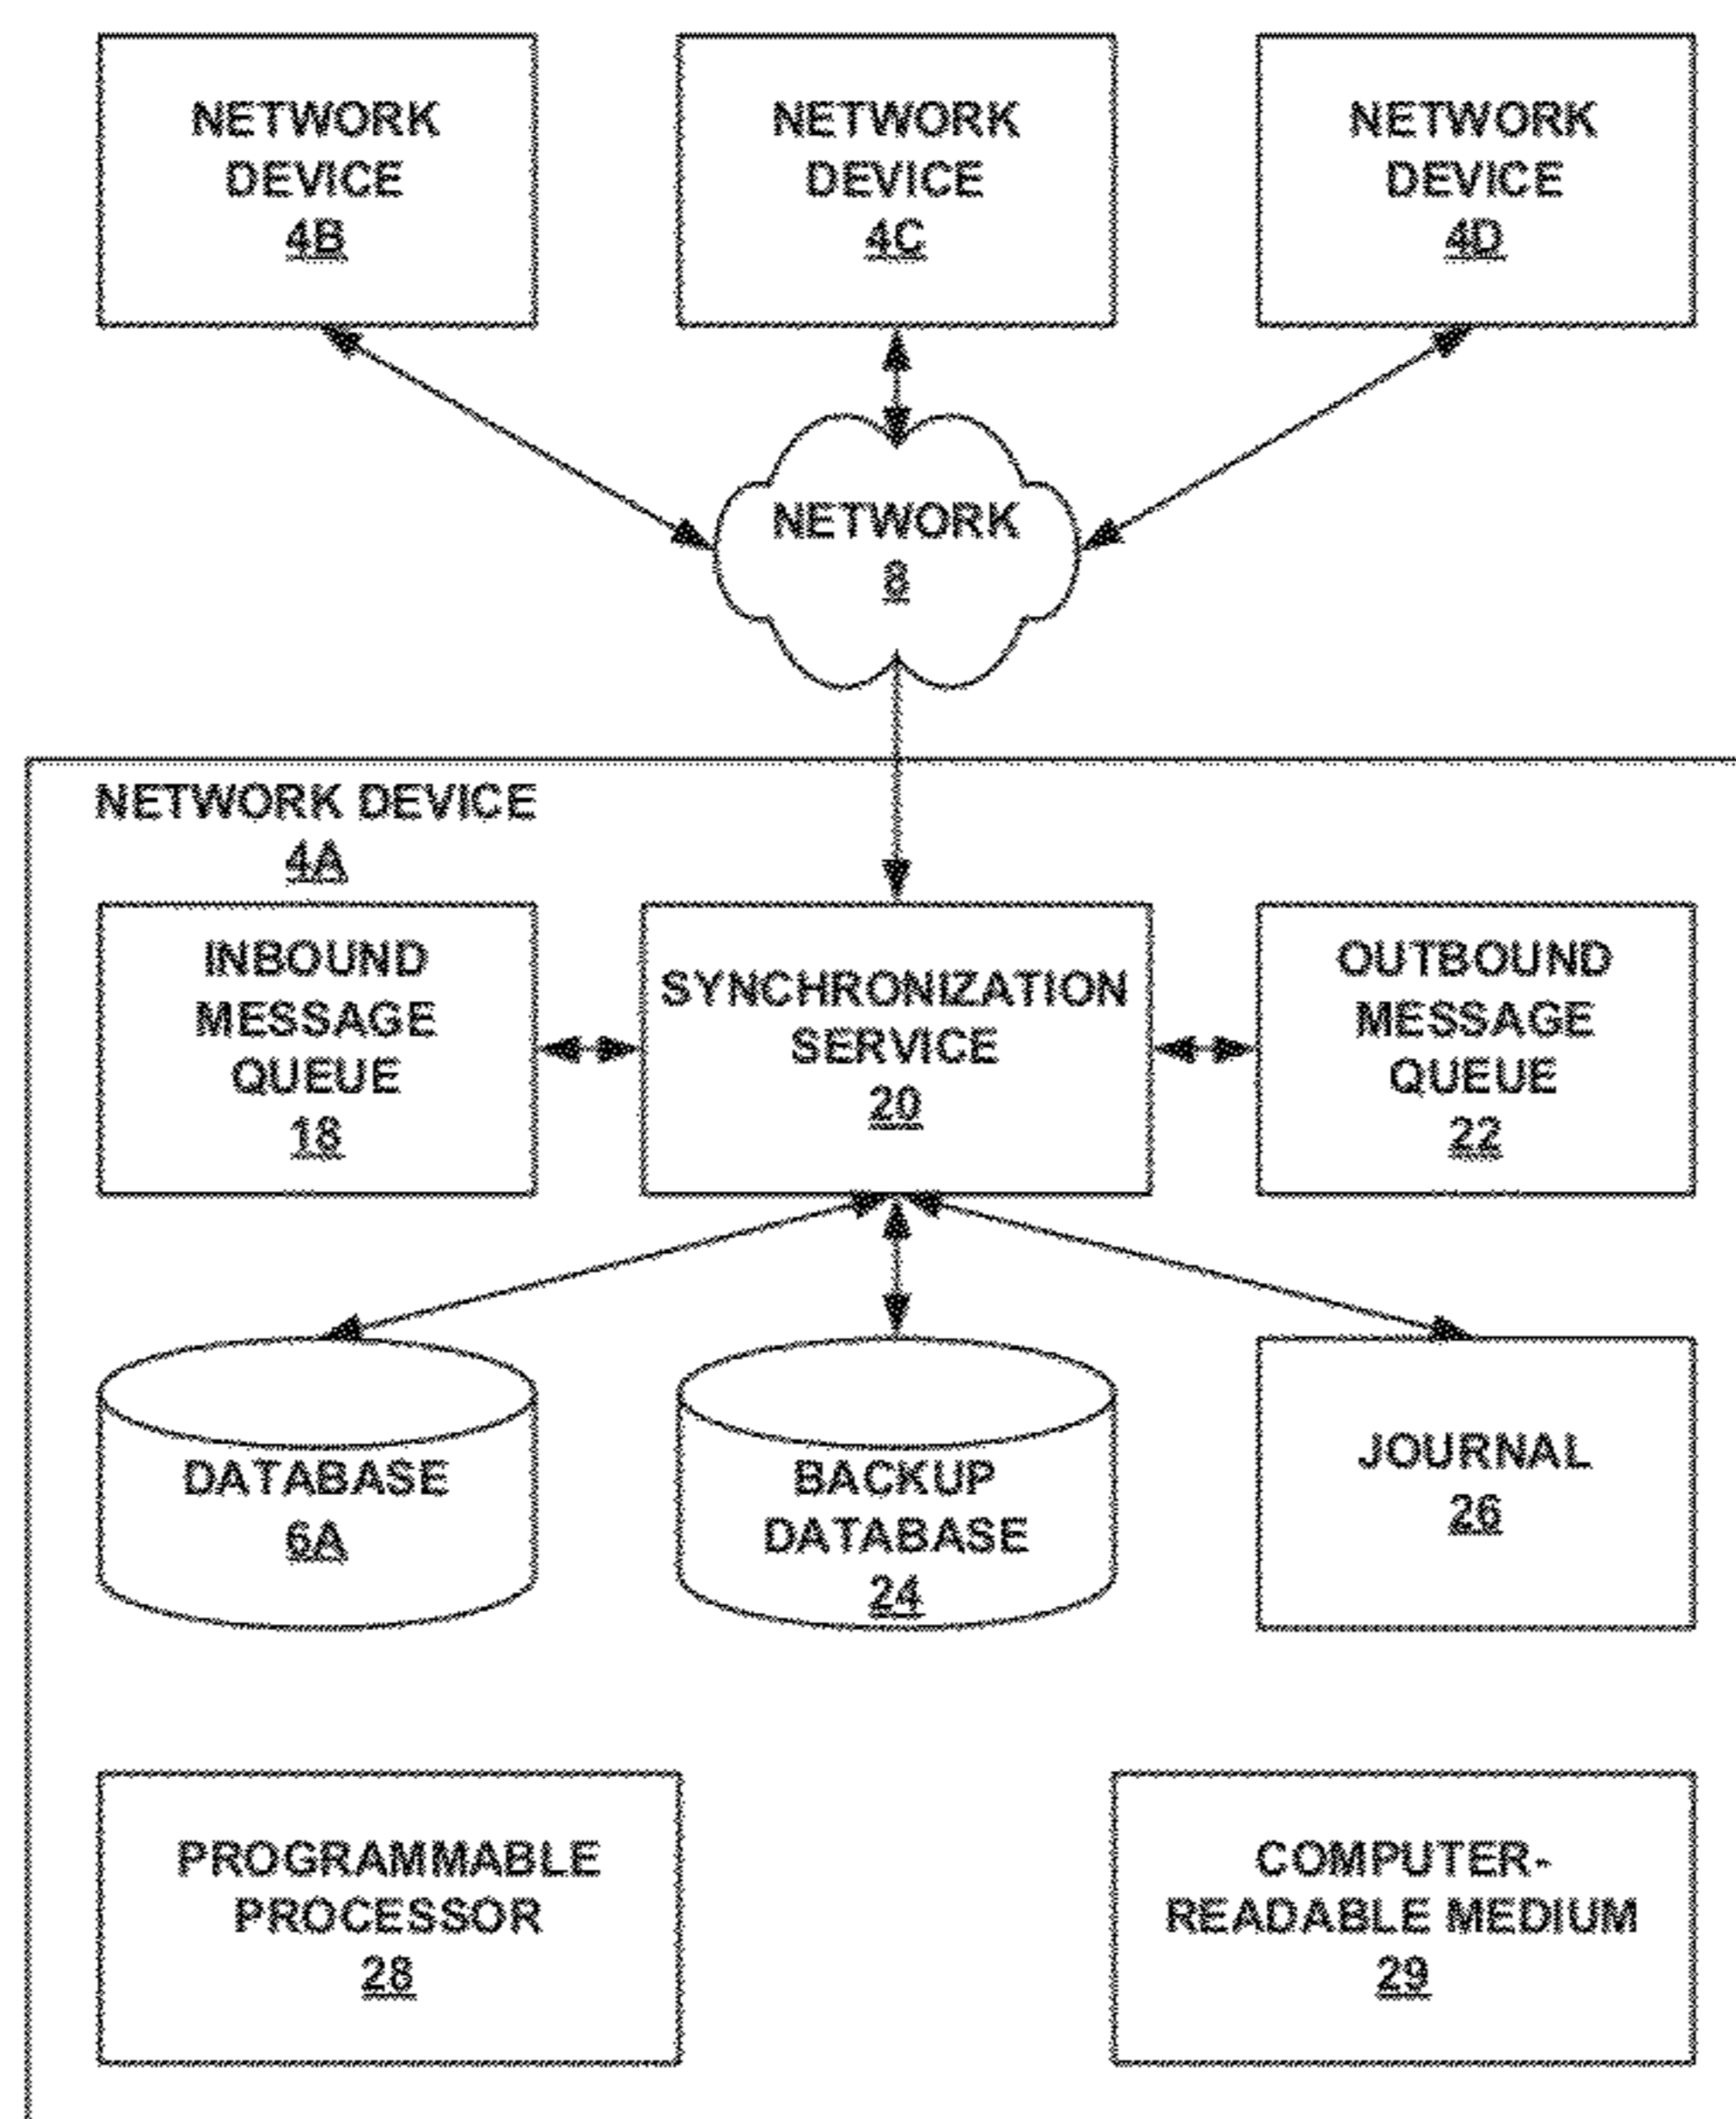 NETWORK
DEVICE
4B
NETWORK
DEVICE
4C
NETWORK
DEVICE
4D
NETWORK
8
NETWORK DEVICE
4A
INBOUND
MESSAGE
QUEUE
18
SYNCHRONIZATION
SERVICE
20
OUTBOUND
MESSAGE
QUEUE
22
DATABASE
6A
BACKUP
DATABASE
24
JOURNAL
26
PROGRAMMABLE
PROCESSOR
28
COMPUTER-
READABLE MEDIUM
29